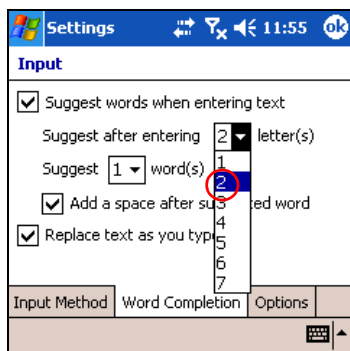 Settings 11:55 ok
Input
Suggest words when entering text
Suggest after entering 2 letter(s)
Suggest 1 word(s)
1
2
3
4
5
6
7
Add a space after su ted word
Replace text as you typ
Input Method Word Completion Options